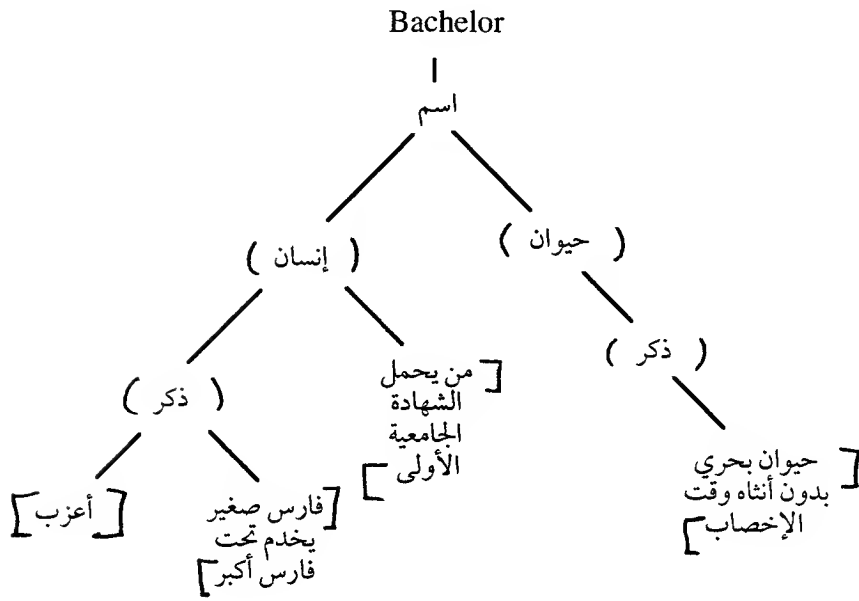 Bachelor
اسم
( إنسان )
( حيوان )
( ذكر )
( ذكر )
[من يحمل
الشهادة
الجامعية
الأولى]
[أعزب]
[فارس صغير
يخدم تحت
فارس أكبر]
[حيوان بحري
بدون أنثاه وقت
الإخصاب]